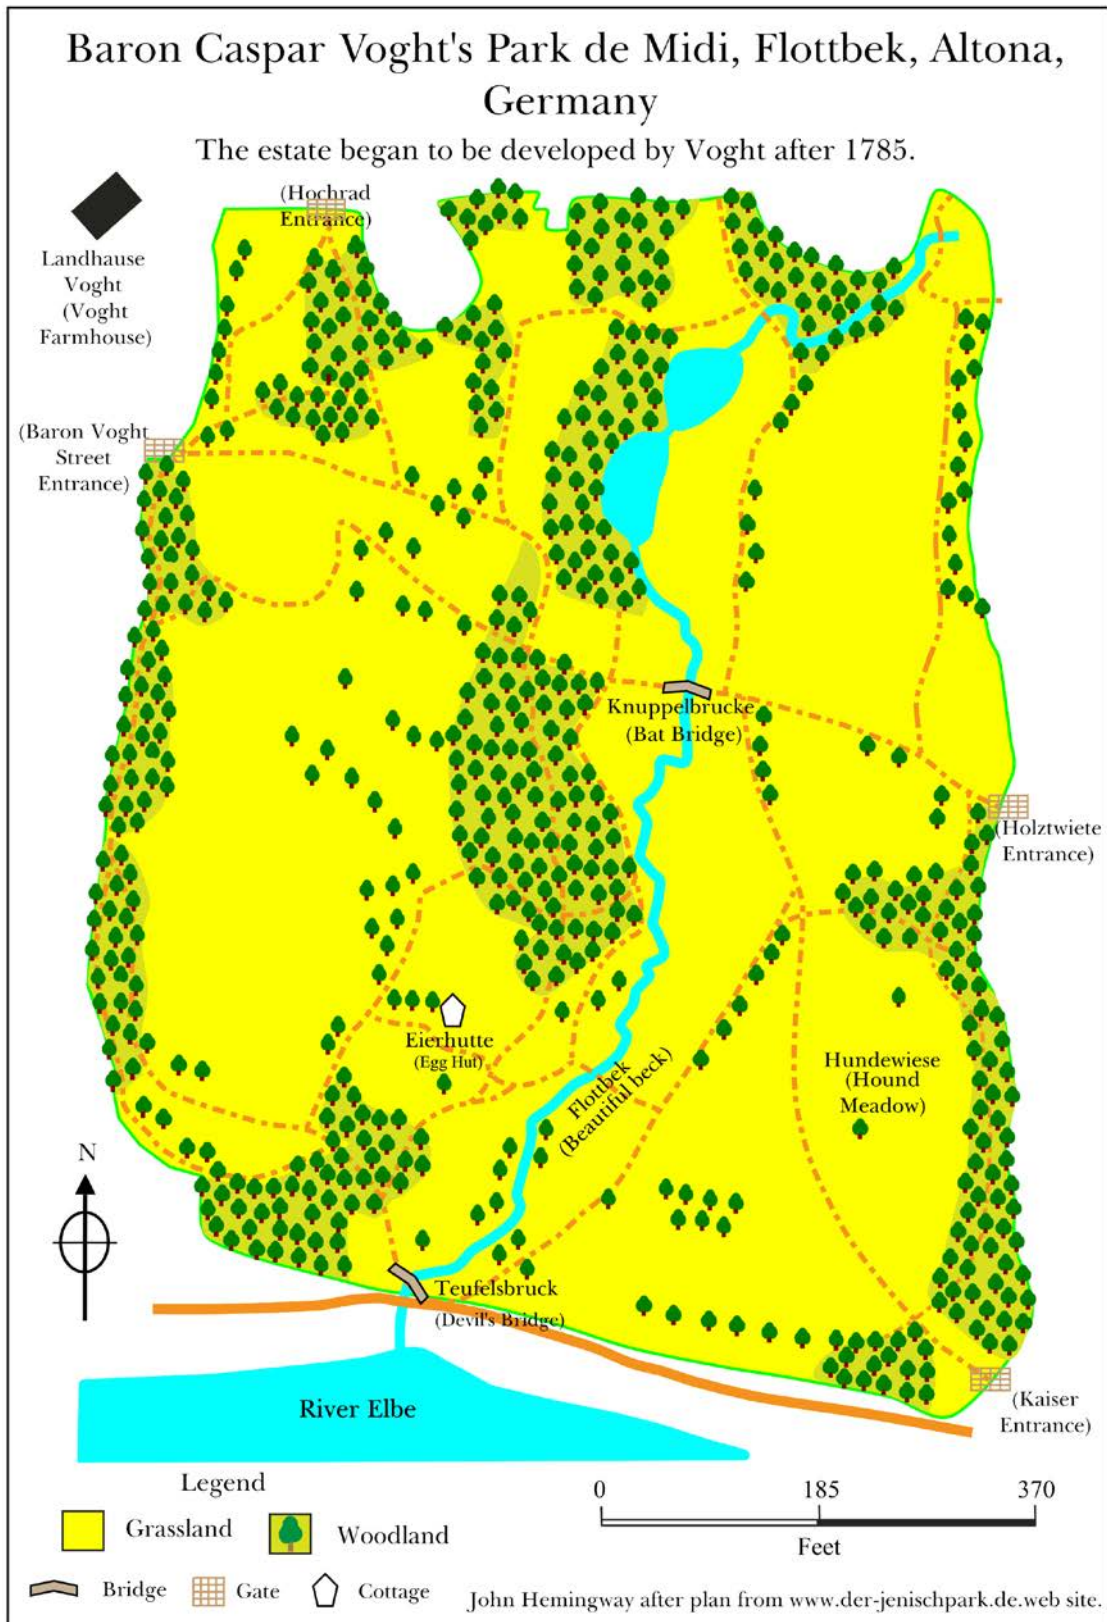 Baron Caspar Voght's Park de Midi, Flottbek, Altona,
Germany
The estate began to be developed by Voght after 1785.
(Hochrad
Entrance)
Landhause
Voght
(Voght
Farmhouse)
(Baron Voght
Street
Entrance)
Knuppelbrucke
(Bat Bridge)
(Holztwiete
Entrance)
Eierhutte
(Egg Hut)
Flottbek
(Beautiful beck)
Hundewiese
(Hound
Meadow)
N
Teufelsbruck
(Devil's Bridge)
(Kaiser
Entrance)
River Elbe
Legend
Grassland
Woodland
Bridge
Gate
Cottage
0 185 370
Feet
John Hemingway after plan from www.der-jenischpark.de.web site.